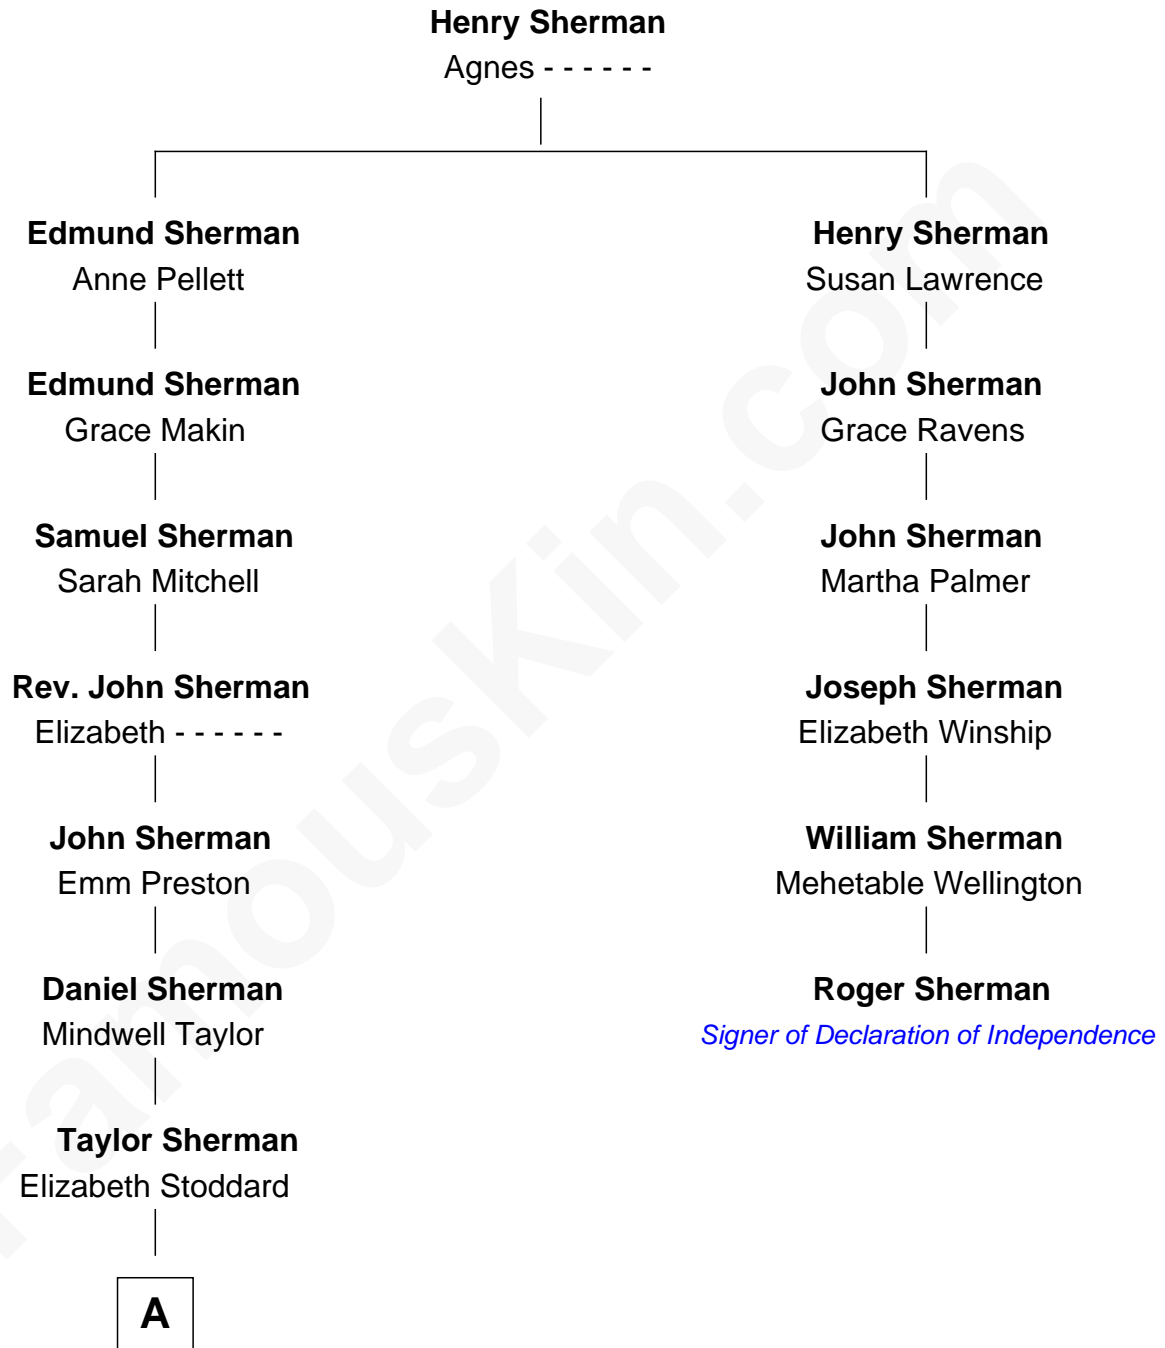 Henry Sherman
Agnes - - - - - -
Edmund Sherman
Anne Pellett
Henry Sherman
Susan Lawrence
Edmund Sherman
Grace Makin
John Sherman
Grace Ravens
Samuel Sherman
Sarah Mitchell
John Sherman
Martha Palmer
Rev. John Sherman
Elizabeth - - - - - -
Joseph Sherman
Elizabeth Winship
John Sherman
Emm Preston
William Sherman
Mehetable Wellington
Daniel Sherman
Mindwell Taylor
Roger Sherman
Signer of Declaration of Independence
Taylor Sherman
Elizabeth Stoddard
A
FamousKin.com